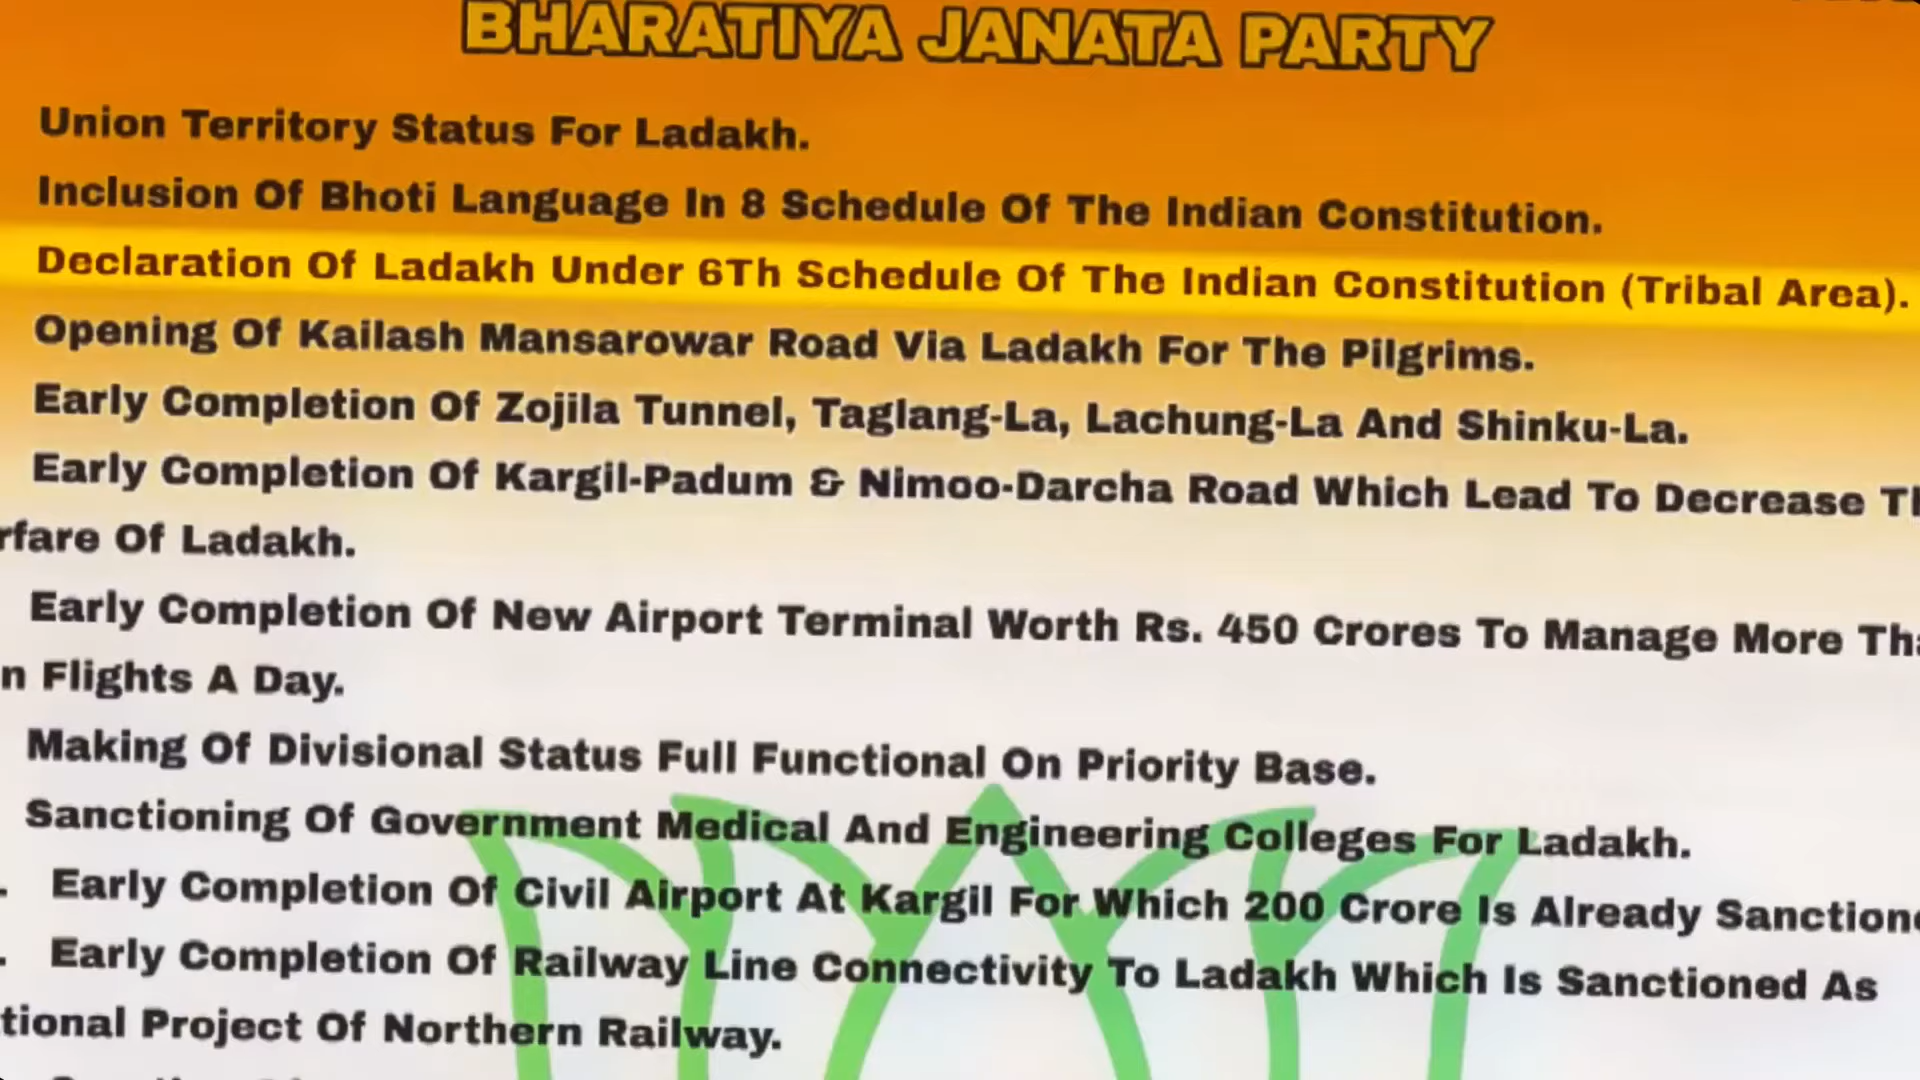 BHARATIYA JANATA PARTY
Union Territory Status For Ladakh.
Inclusion Of Bhoti Language In 8 Schedule Of The Indian Constitution.
Declaration Of Ladakh Under 6Th Schedule Of The Indian Constitution (Tribal Area).
Opening Of Kailash Mansarowar Road Via Ladakh For The Pilgrims.
Early Completion Of Zojila Tunnel, Taglang-La, Lachung-La And Shinku-La.
Early Completion Of Kargil-Padum & Nimoo-Darcha Road Which Lead To Decrease
Of Ladakh.
Early Completion Of New Airport Terminal Worth Rs. 450 Crores To Manage More
Flights A Day.
Making Of Divisional Status Full Functional On Priority Base.
Sanctioning Of Government Medical And Engineering Colleges For Ladakh.
Early Completion Of Civil Airport At Kargil For Which 200 Crore Is Already
Early Completion Of Railway Line Connectivity To Ladakh Which Is Sanctioned As
Project Of Northern Railway.